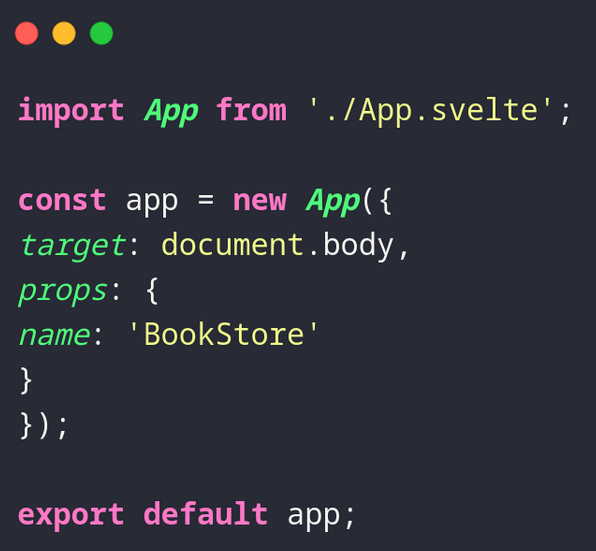 import App from './App.svelte';
const app = new App({
target: document.body,
props: {
name: 'BookStore'
}
});
export default app;